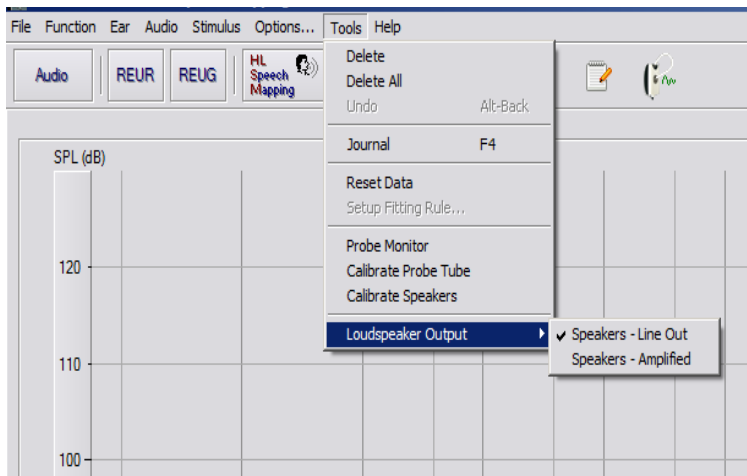 File Function Ear Audio Stimulus Options... Tools Help
Audio REUR REUG HL
Speech
Mapping
Delete
Delete All
Undo Alt-Back
Journal F4
Reset Data
Setup Fitting Rule...
Probe Monitor
Calibrate Probe Tube
Calibrate Speakers
Loudspeaker Output
Speakers - Line Out
Speakers - Amplified
SPL (dB)
120
110
100